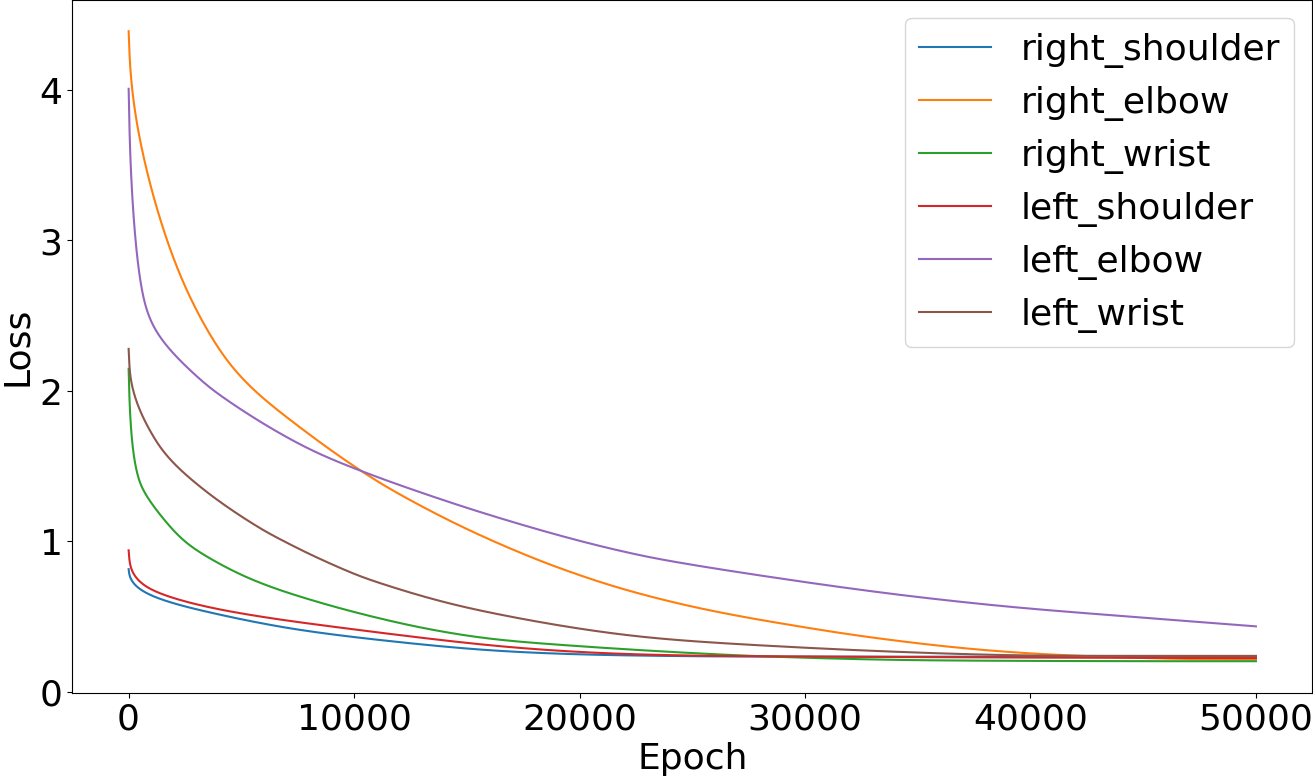 Loss
4
3
2
1
0
right_shoulder
right_elbow
right_wrist
left_shoulder
left_elbow
left_wrist
0 10000 20000 30000 40000 50000
Epoch